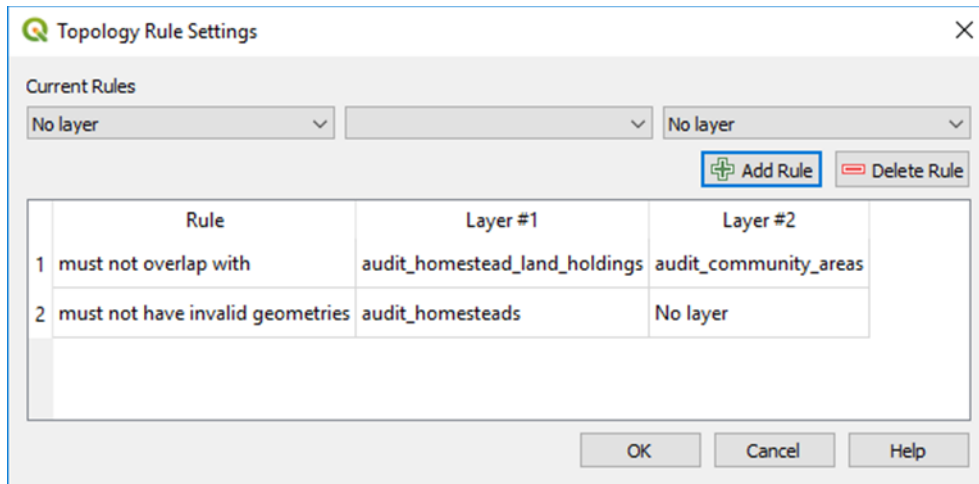 Topology Rule Settings
Current Rules
No layer No layer
Add Rule Delete Rule
Rule Layer #1 Layer #2
1 must not overlap with audit_homestead_land_holdings audit_community_areas
2 must not have invalid geometries audit_homesteads No layer
OK Cancel Help